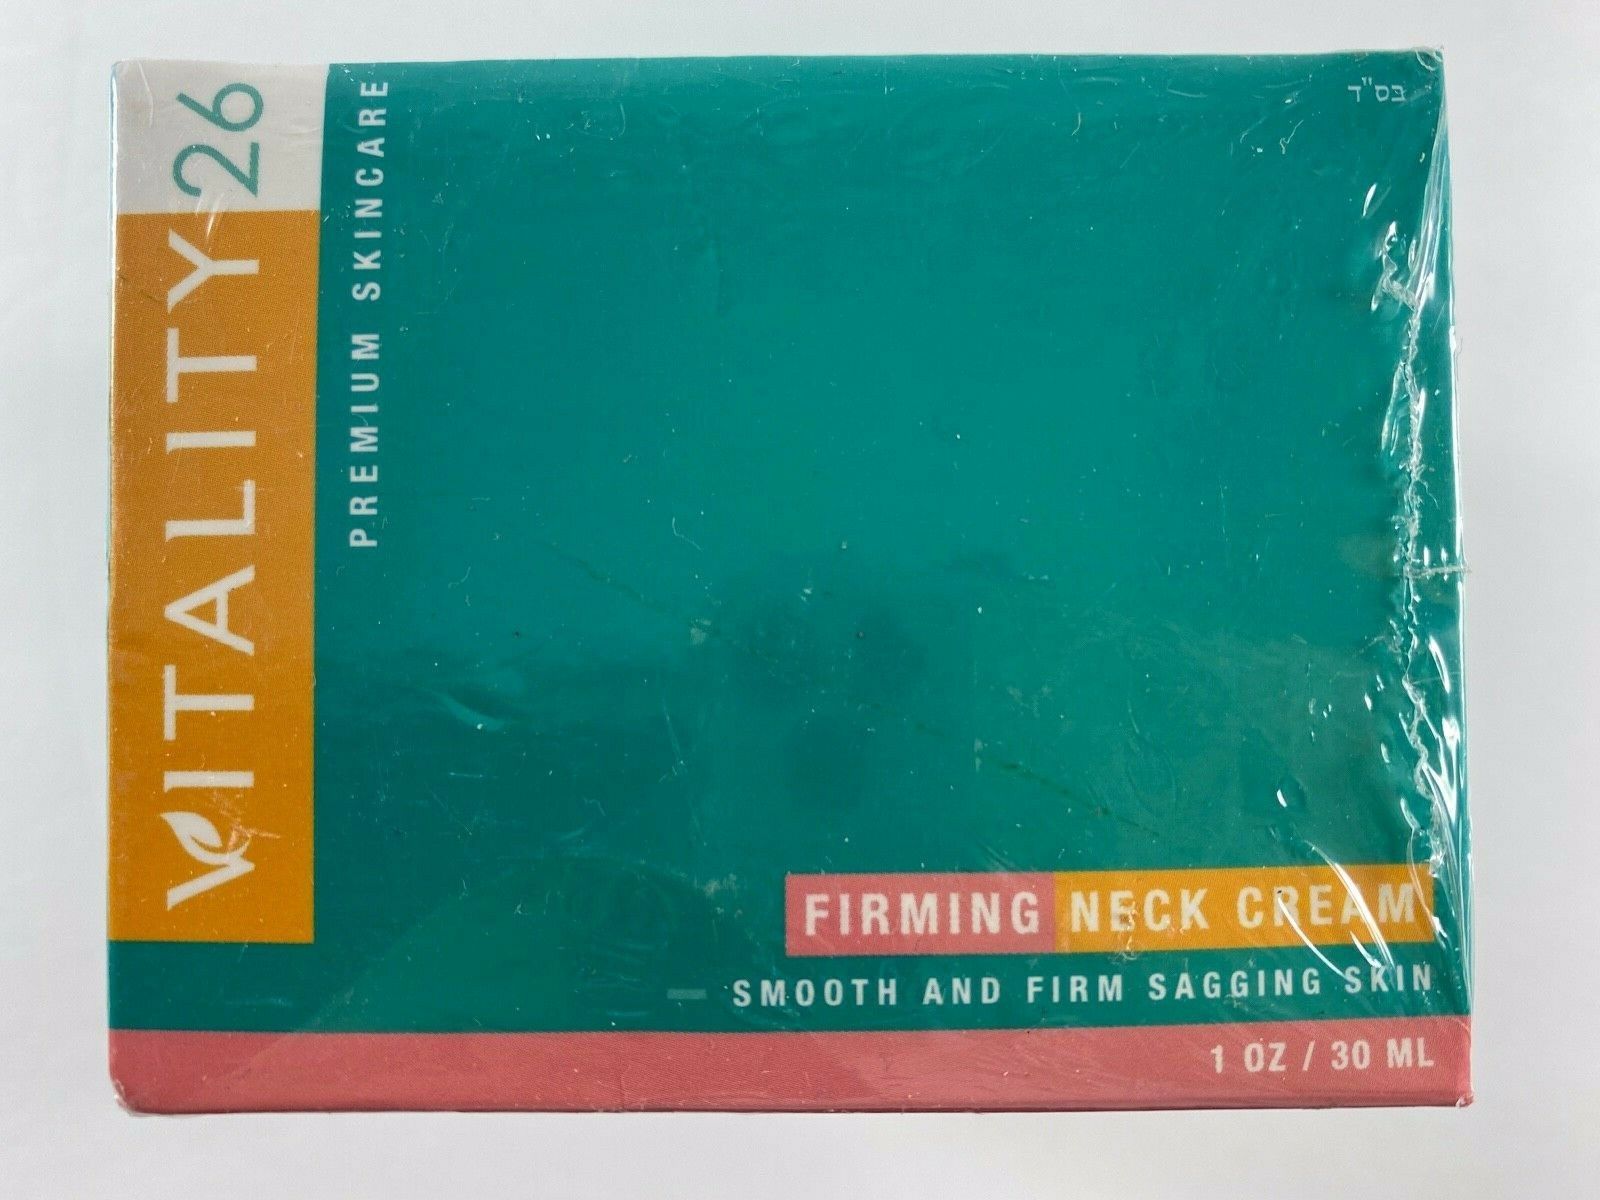 VITALITY 26
PREMIUM SKINCARE
בס"ד
FIRMING NECK CREAM
SMOOTH AND FIRM SAGGING SKIN
1 OZ / 30 ML